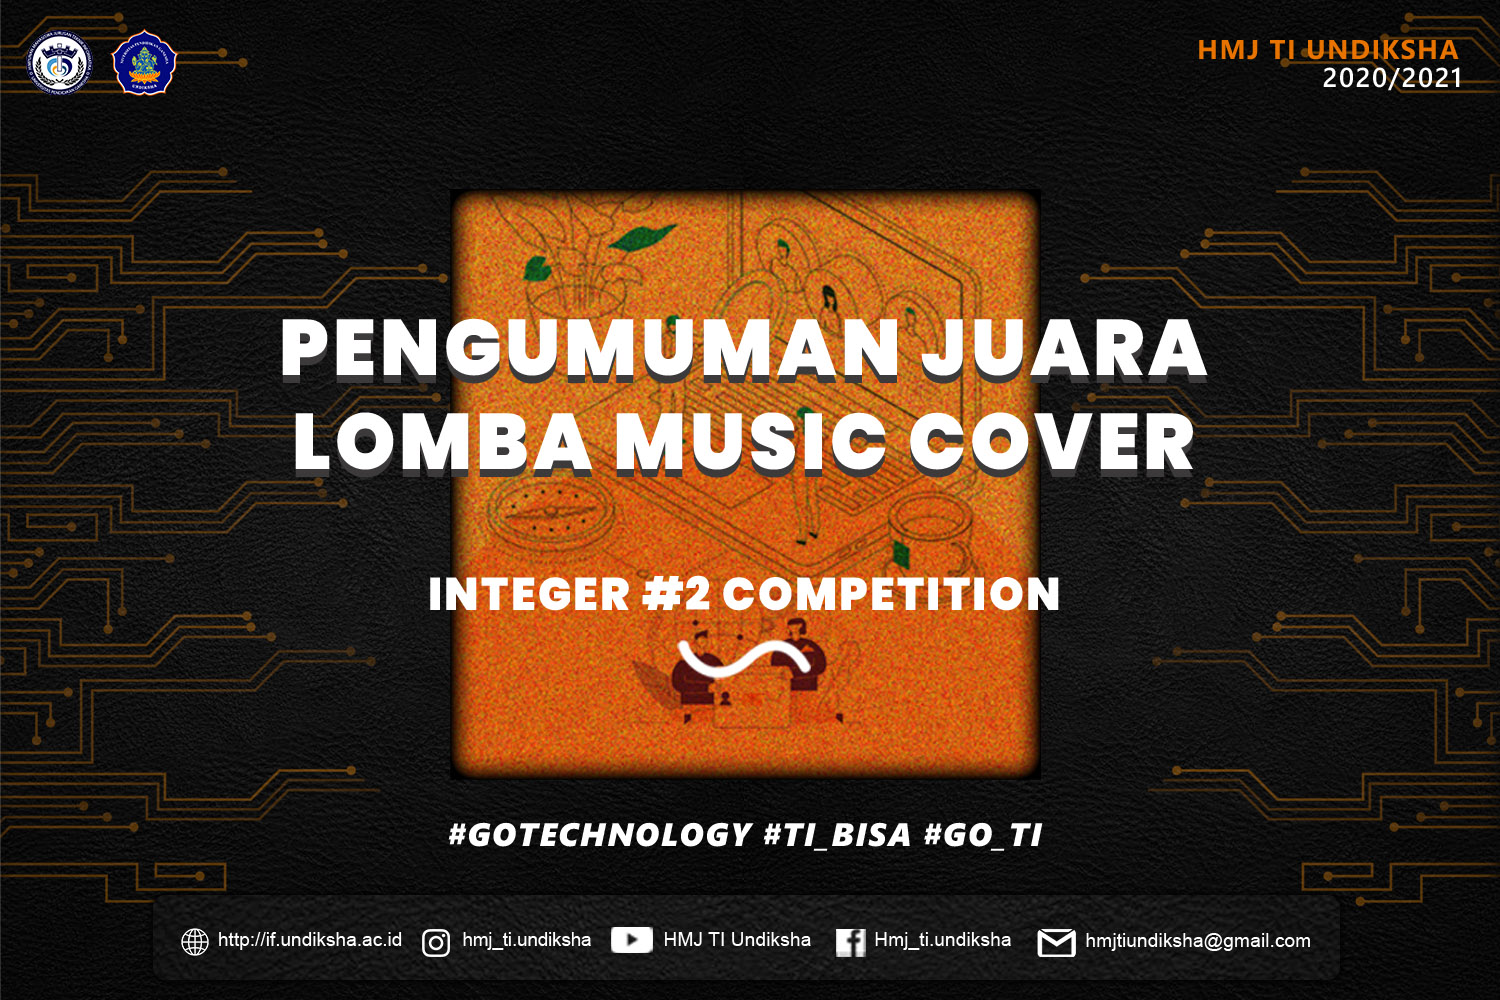 HMJ TI UNDIKSHA
2020/2021
PENGUMUMAN JUARA
LOMBA MUSIC COVER
INTEGER #2 COMPETITION
#GOTECHNOLOGY #TI_BISA #GO_TI
http://if.undiksha.ac.id
hmj_ti.undiksha
HMJ TI Undiksha
Hmj_ti.undiksha
hmjtiundiksha@gmail.com
UNDIKSHA